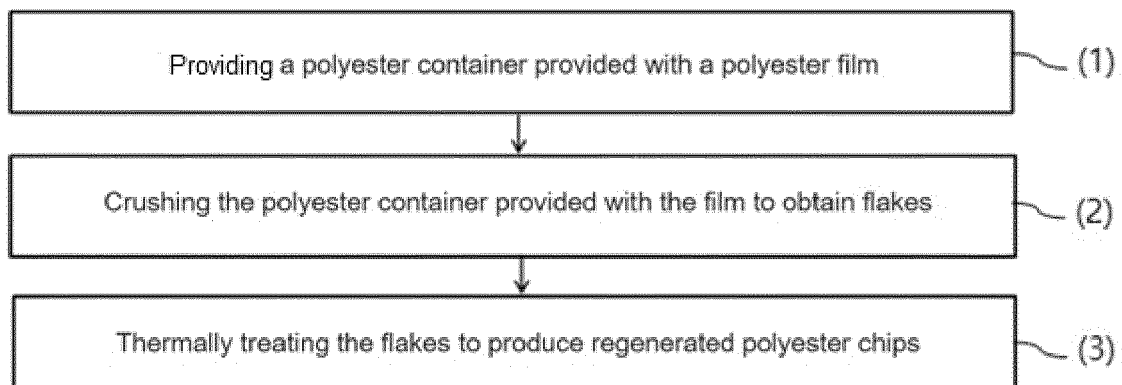 Providing a polyester container provided with a polyester film (1)
Crushing the polyester container provided with the film to obtain flakes (2)
Thermally treating the flakes to produce regenerated polyester chips (3)